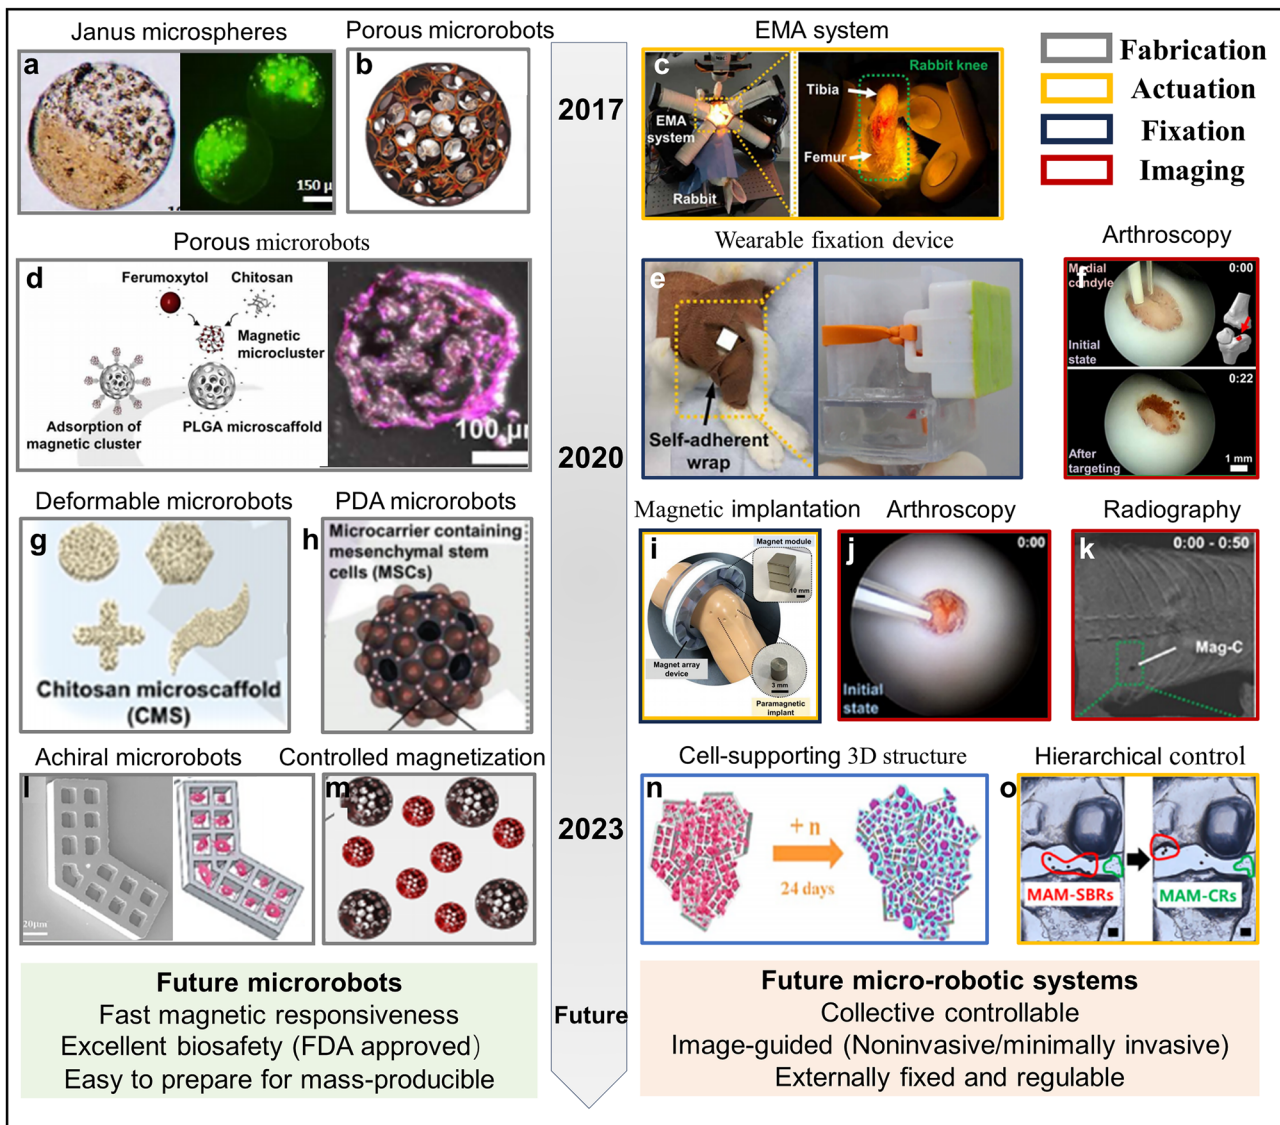 Janus microspheres
Porous microrobots
EMA system
Fabrication
Actuation
Fixation
Imaging
2017
a
150 µ
b
c
EMA
system
Rabbit
Rabbit knee
Tibia
Femur
Porous microrobots
Wearable fixation device
Arthroscopy
d
Ferumoxytol
Chitosan
Magnetic
microcluster
Adsorption of
magnetic cluster
PLGA microscaffold
100 µ
2020
e
Self-adherent
wrap
f
Medial
condyle
0:00
Initial
state
0:22
After
targeting
1 mm
Deformable microrobots
PDA microrobots
Magnetic implantation
Arthroscopy
Radiography
g
Chitosan microscaffold
(CMS)
h
Microcarrier containing
mesenchymal stem
cells (MSCs)
i
Magnet module
10 mm
Magnet array
device
3 mm
Paramagnetic
implant
j
0:00
Initial
state
k
0:00 - 0:50
Mag-C
Achiral microrobots
Controlled magnetization
Cell-supporting 3D structure
Hierarchical control
l
20µm
m
2023
n
+ n
24 days
o
MAM-SBRs
MAM-CRs
Future microrobots
Fast magnetic responsiveness
Excellent biosafety (FDA approved）
Easy to prepare for mass-producible
Future
Future micro-robotic systems
Collective controllable
Image-guided (Noninvasive/minimally invasive)
Externally fixed and regulable